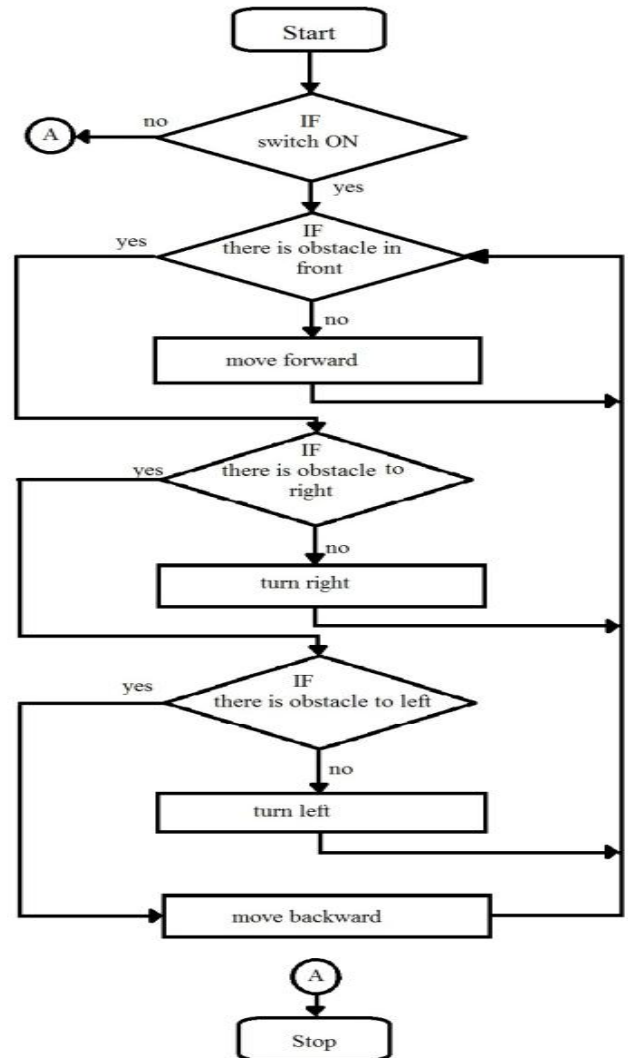 Start
IF
switch ON
no
A
yes
IF
there is obstacle in
front
yes
no
move forward
IF
there is obstacle to
right
yes
no
turn right
IF
there is obstacle to left
yes
no
turn left
move backward
A
Stop